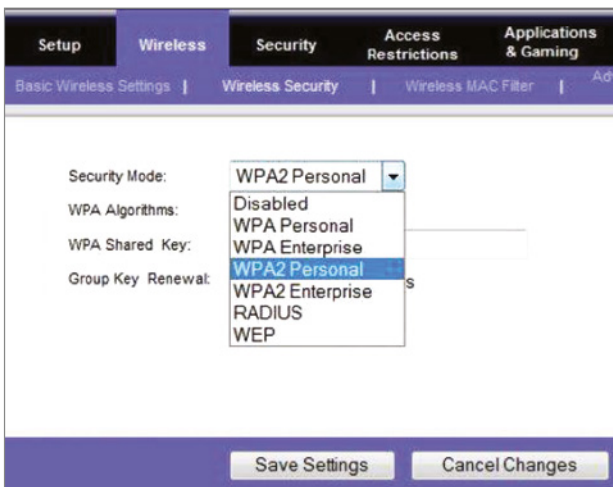 Setup Wireless Security Access Restrictions Applications & Gaming
Basic Wireless Settings | Wireless Security | Wireless MAC Filter |
Security Mode: WPA2 Personal
Disabled
WPA Algorithms:
WPA Personal
WPA Shared Key:
WPA Enterprise
WPA2 Personal
Group Key Renewal:
WPA2 Enterprise
RADIUS
WEP
Save Settings Cancel Changes